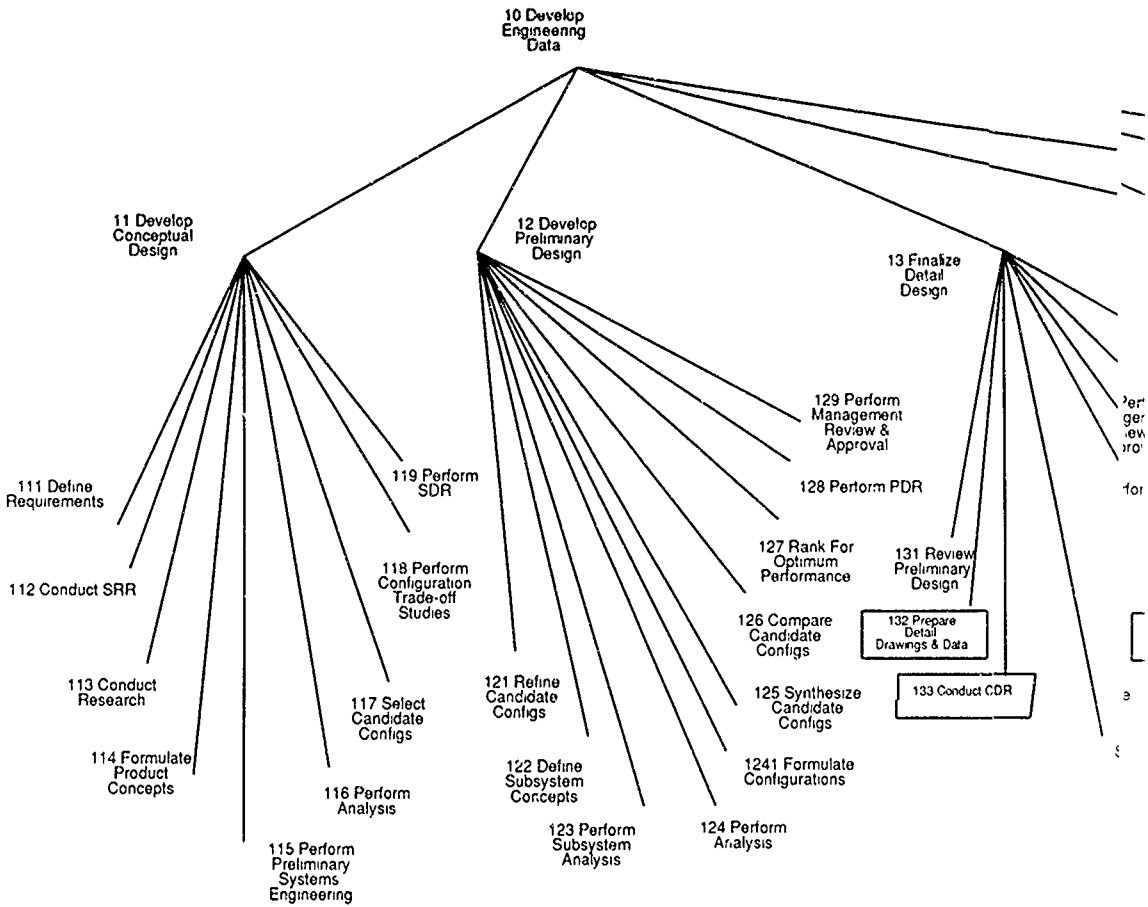 10 Develop
Engineering
Data
11 Develop
Conceptual
Design
12 Develop
Preliminary
Design
13 Finalize
Detail
Design
111 Define
Requirements
112 Conduct SRR
113 Conduct
Research
114 Formulate
Product
Concepts
115 Perform
Preliminary
Systems
Engineering
116 Perform
Analysis
117 Select
Candidate
Configs
118 Perform
Configuration
Trade-off
Studies
119 Perform
SDR
121 Refine
Candidate
Configs
122 Define
Subsystem
Concepts
123 Perform
Subsystem
Analysis
124 Perform
Analysis
1241 Formulate
Configurations
125 Synthesize
Candidate
Configs
126 Compare
Candidate
Configs
127 Rank For
Optimum
Performance
128 Perform PDR
129 Perform
Management
Review &
Approval
131 Review
Preliminary
Design
132 Prepare
Detail
Drawings & Data
133 Conduct CDR